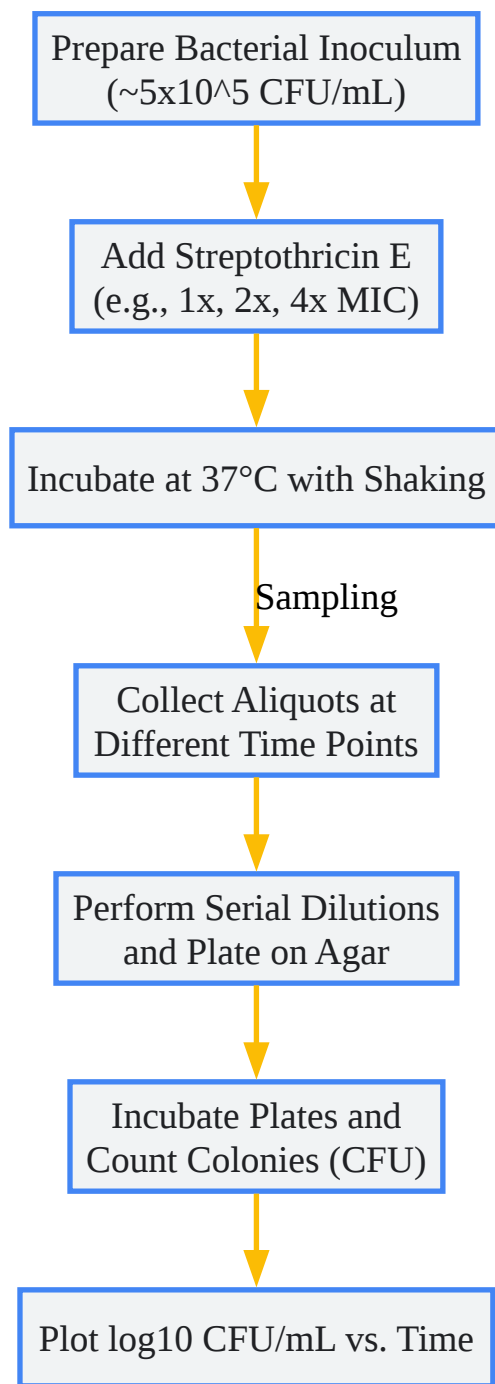 Prepare Bacterial Inoculum
(~5x10^5 CFU/mL)
Add Streptothricin E
(e.g., 1x, 2x, 4x MIC)
Incubate at 37°C with Shaking
Sampling
Collect Aliquots at
Different Time Points
Perform Serial Dilutions
and Plate on Agar
Incubate Plates and
Count Colonies (CFU)
Plot log10 CFU/mL vs. Time